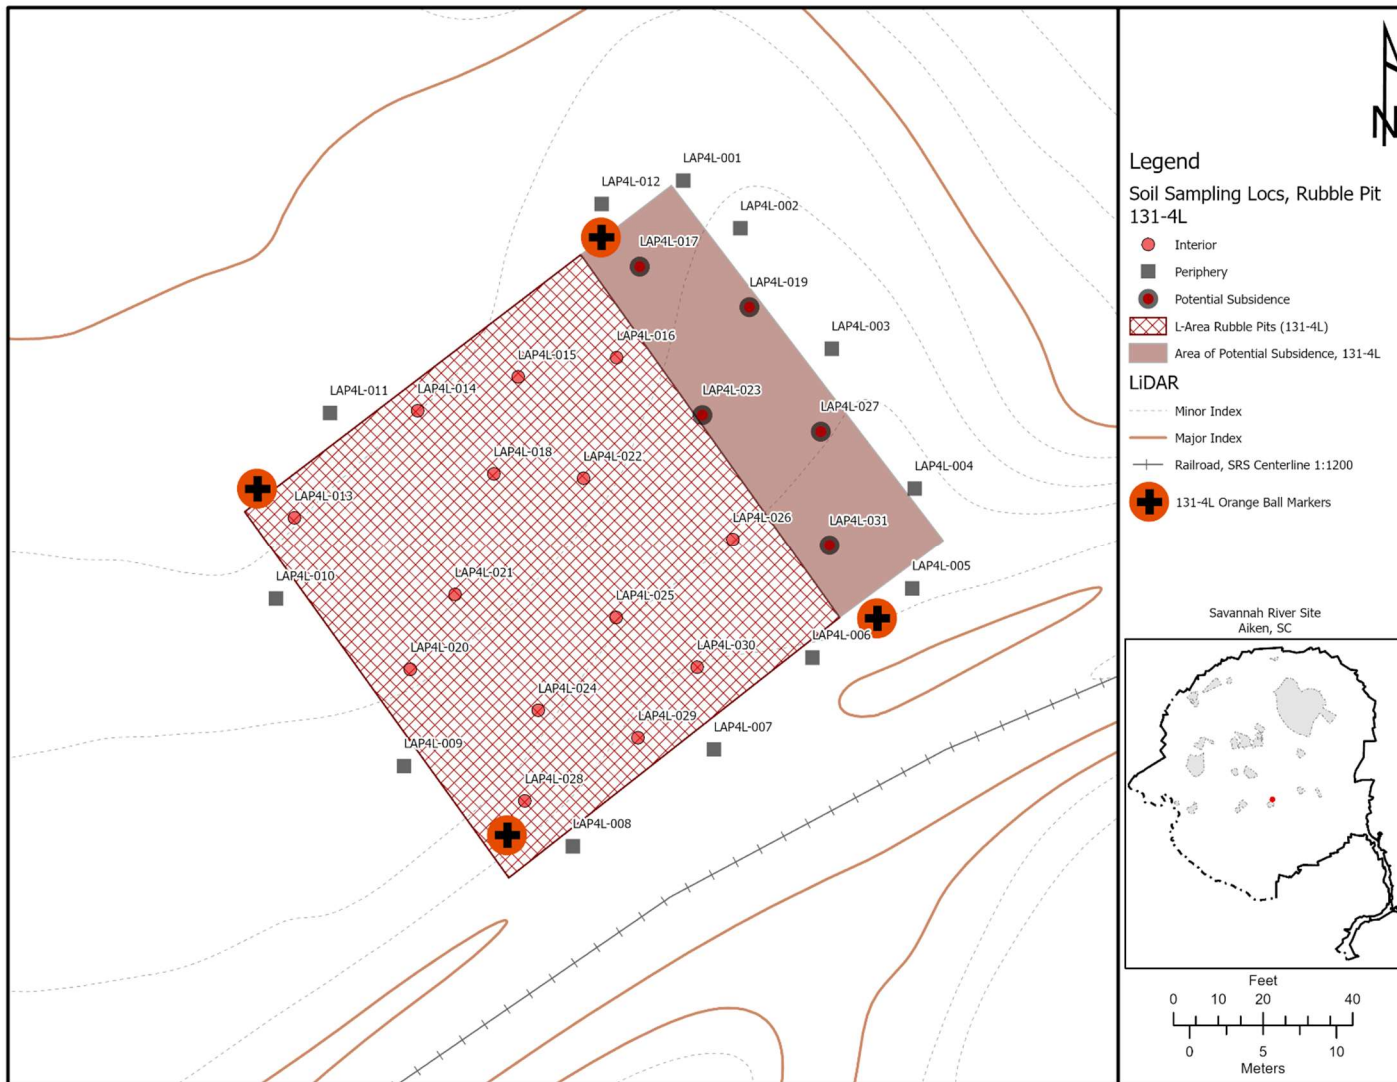 LAP4L-001
LAP4L-012
LAP4L-002
LAP4L-017
LAP4L-019
LAP4L-003
LAP4L-016
LAP4L-015
LAP4L-014
LAP4L-011
LAP4L-023
LAP4L-027
LAP4L-018
LAP4L-022
LAP4L-004
LAP4L-013
LAP4L-026
LAP4L-031
LAP4L-010
LAP4L-021
LAP4L-005
LAP4L-025
LAP4L-006
LAP4L-020
LAP4L-030
LAP4L-024
LAP4L-029
LAP4L-007
LAP4L-009
LAP4L-028
LAP4L-008
N
Legend
Soil Sampling Locs, Rubble Pit
131-4L
Interior
Periphery
Potential Subsidence
L-Area Rubble Pits (131-4L)
Area of Potential Subsidence, 131-4L
LiDAR
Minor Index
Major Index
Railroad, SRS Centerline 1:1200
131-4L Orange Ball Markers
Savannah River Site
Aiken, SC
Feet
0 10 20 40
0 5 10
Meters